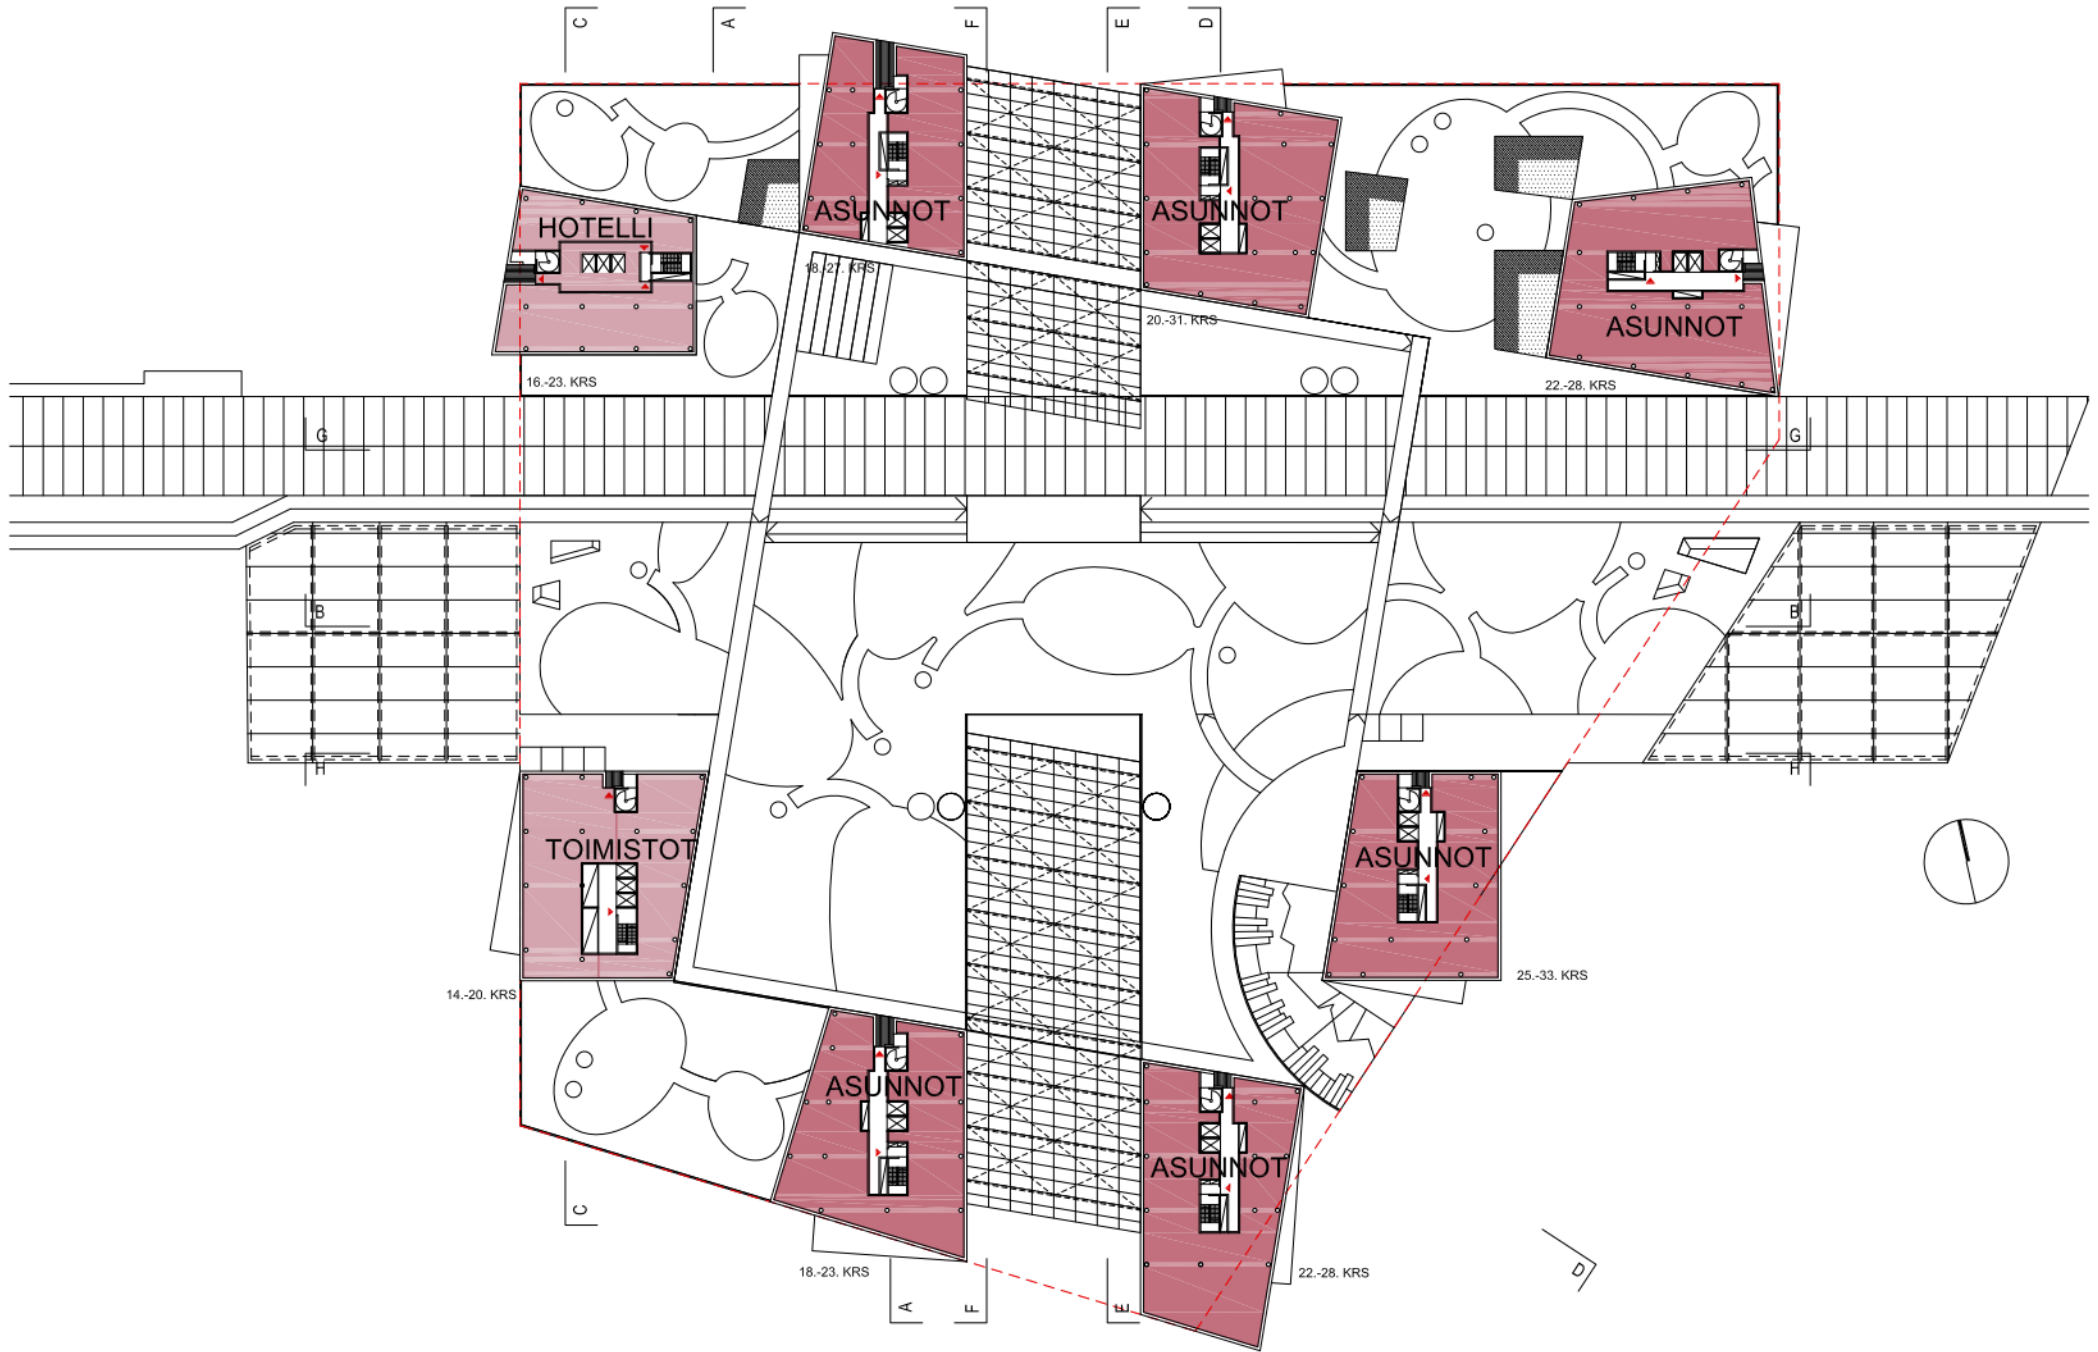 C
A
F
E
D
ASUNNOT
ASUNNOT
HOTELLI
18.-27. KRS
20.-31. KRS
ASUNNOT
16.-23. KRS
22.-28. KRS
G
G
B
B
H
H
TOIMISTOT
ASUNNOT
25.-33. KRS
14.-20. KRS
ASUNNOT
ASUNNOT
C
18.-23. KRS
22.-28. KRS
D
A
F
E